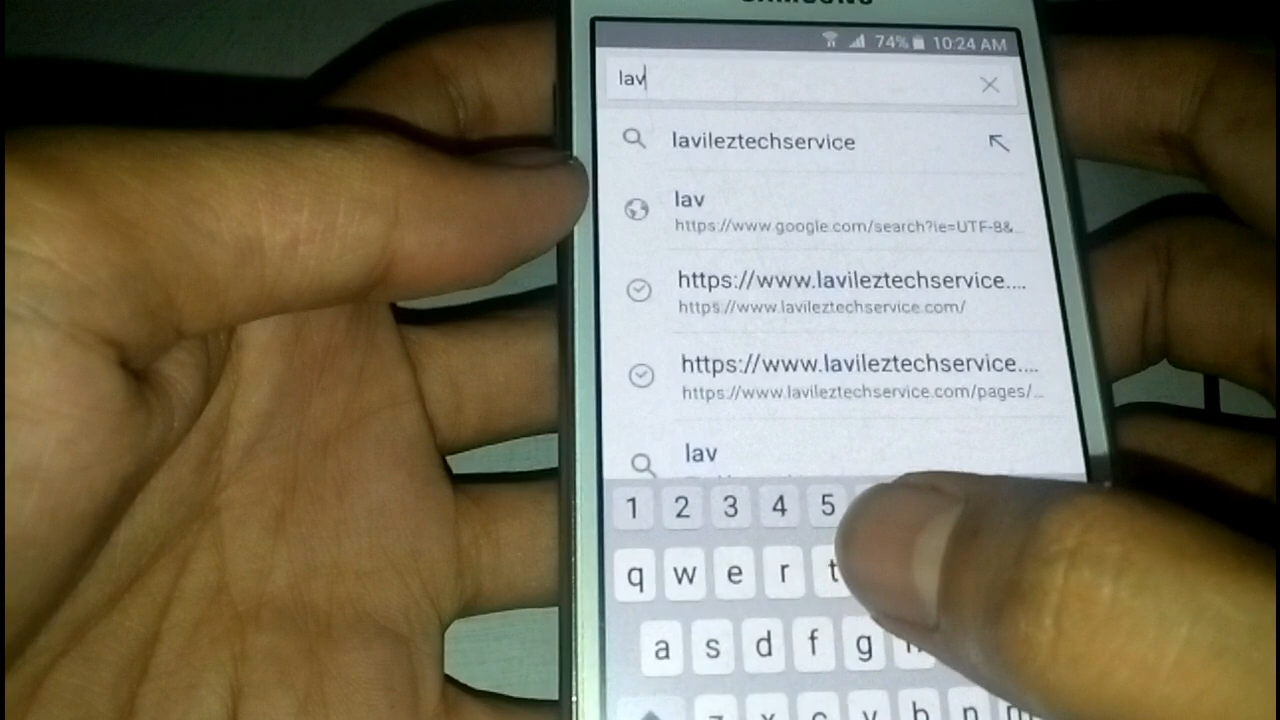 SAMSUNG
74% 10:24 AM
lav
lavileztechservice
lav
https://www.google.com/search?ie=UTF-8&...
https://www.lavileztechservice....
https://www.lavileztechservice.com/
https://www.lavileztechservice....
https://www.lavileztechservice.com/pages/...
lav
1 2 3 4 5
q w e r t
a s d f g
z x c v b n m